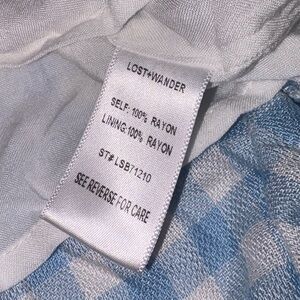 LOST+WANDER
SELF: 100% RAYON
LINING:100% RAYON
ST# LSB71210
SEE REVERSE FOR CARE